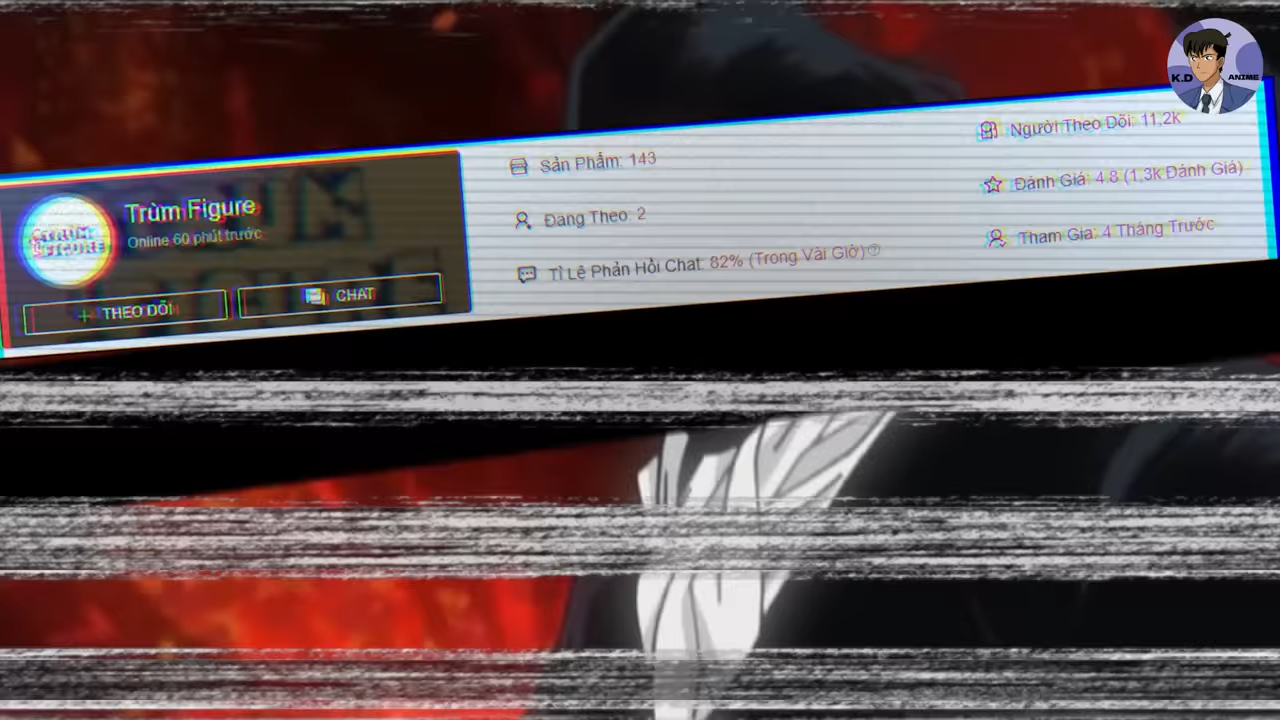 K.D ANIME
Trùm Figure
Online 60 phút trước
TRÙM
FIGURE
+ THEO DÕI
CHAT
Sản Phẩm: 143
Đang Theo: 2
Tỉ Lệ Phản Hồi Chat: 82% (Trong Vài Giờ)
Người Theo Dõi: 11,2k
Đánh Giá: 4.8 (1,3k Đánh Giá)
Tham Gia: 4 Tháng Trước